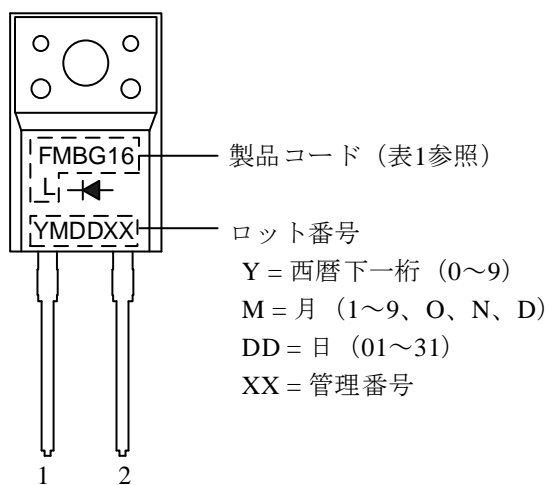 FMBG16
L
YMDDXX
製品コード（表1参照）
ロット番号
Y = 西暦下一桁（0～9）
M = 月（1～9、O、N、D）
DD = 日（01～31）
XX = 管理番号
1 2